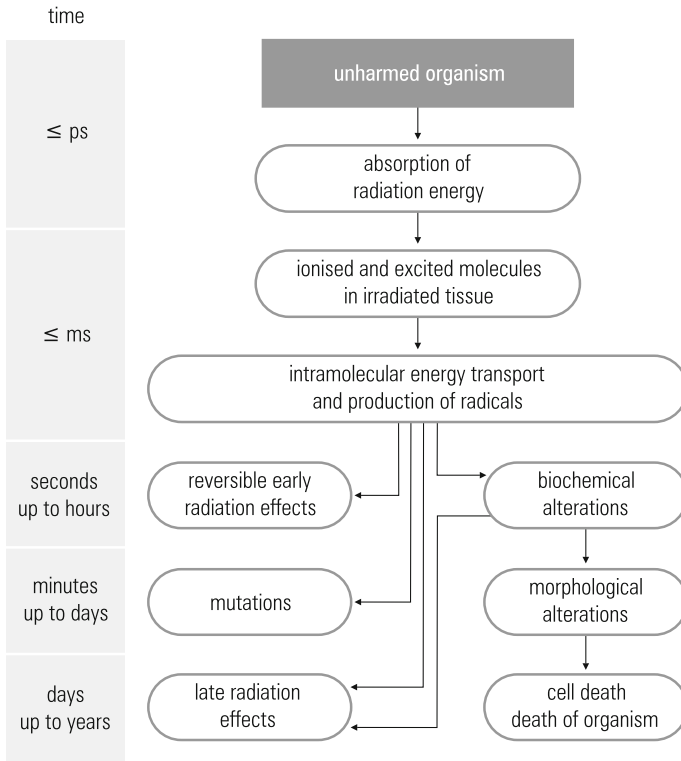 time
unharmed organism
≤ ps
absorption of
radiation energy
ionised and excited molecules
in irradiated tissue
≤ ms
intramolecular energy transport
and production of radicals
seconds
up to hours
reversible early
radiation effects
biochemical
alterations
minutes
up to days
mutations
morphological
alterations
days
up to years
late radiation
effects
cell death
death of organism